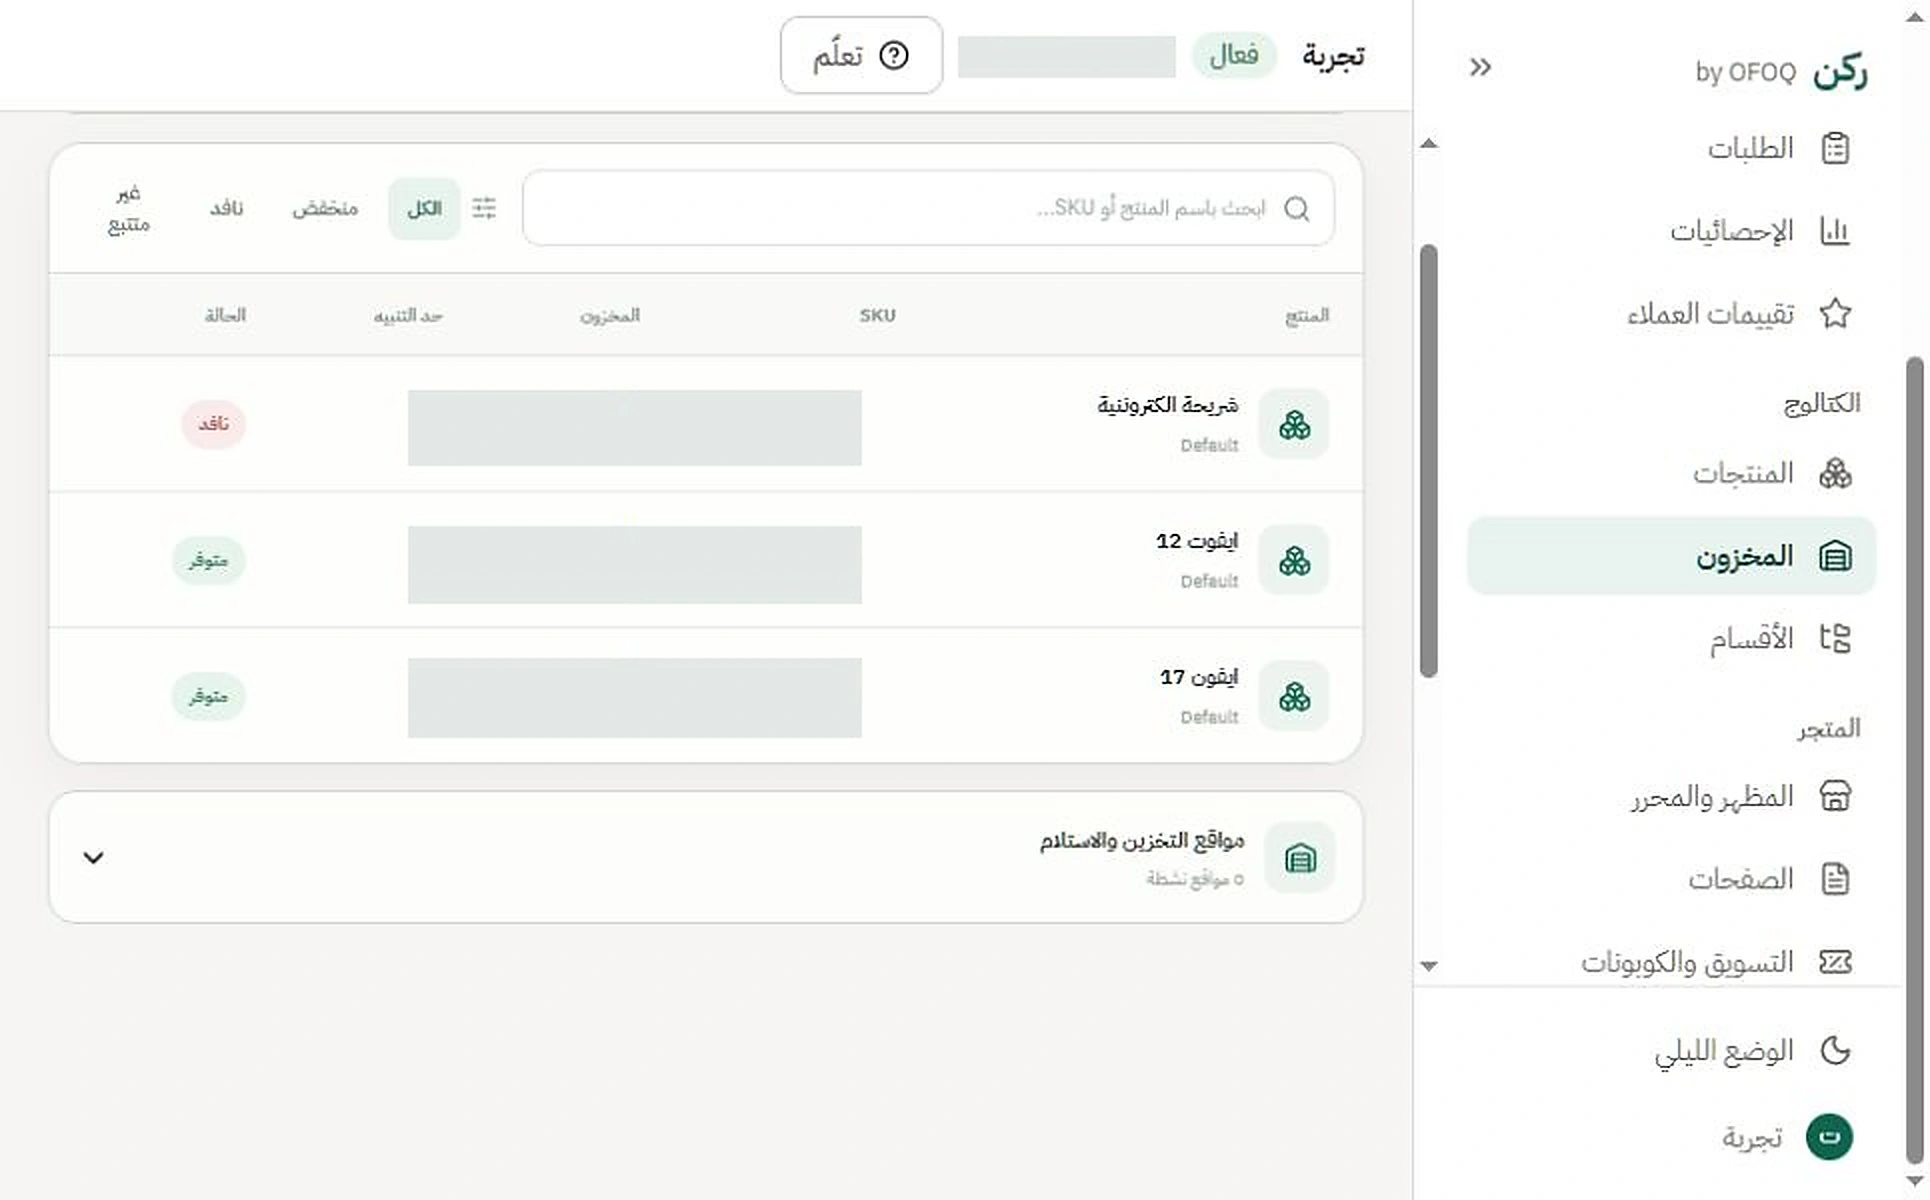 ركن by OFOQ
الطلبات
الإحصائيات
تقييمات العملاء
الكتالوج
المنتجات
المخزون
الأقسام
المتجر
المظهر والمحرر
الصفحات
التسويق والكوبونات
الوضع الليلي
تجربة
تجربة فعال تعلَّم
ابحث باسم المنتج أو SKU...
الكل منخفض نافد غير متتبع
المنتج SKU المخزون حد التنبيه الحالة
شريحة الكتروننية نافد
Default
ايفوت 12 متوفر
Default
ايفون 17 متوفر
Default
مواقع التخزين والاستلام
0 مواقع نشطة